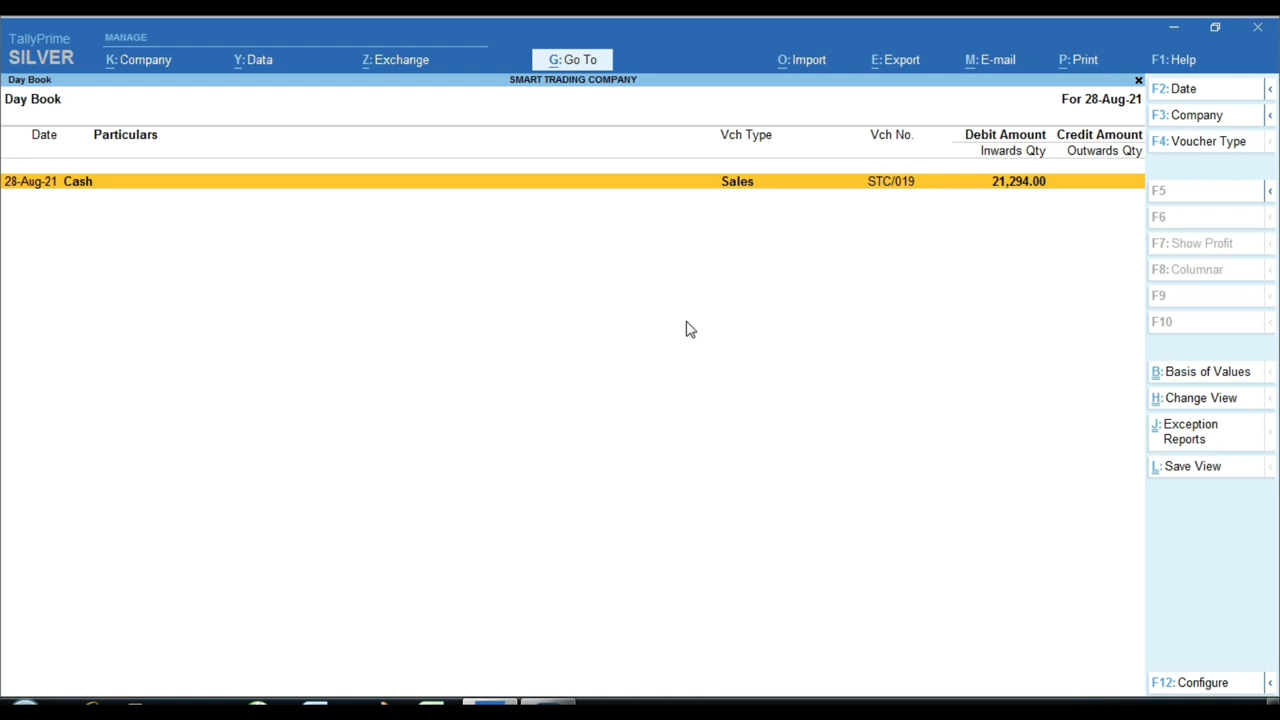 TallyPrime
MANAGE
SILVER
K: Company
Y: Data
Z: Exchange
G: Go To
O: Import
E: Export
M: E-mail
P: Print
F1: Help
Day Book
SMART TRADING COMPANY
x
Day Book
For 28-Aug-21
Date
Particulars
Vch Type
Vch No.
Debit Amount
Credit Amount
Inwards Qty
Outwards Qty
28-Aug-21 Cash
Sales
STC/019
21,294.00
F2: Date
F3: Company
F4: Voucher Type
F5
F6
F7: Show Profit
F8: Columnar
F9
F10
B: Basis of Values
H: Change View
J: Exception
Reports
L: Save View
F12: Configure